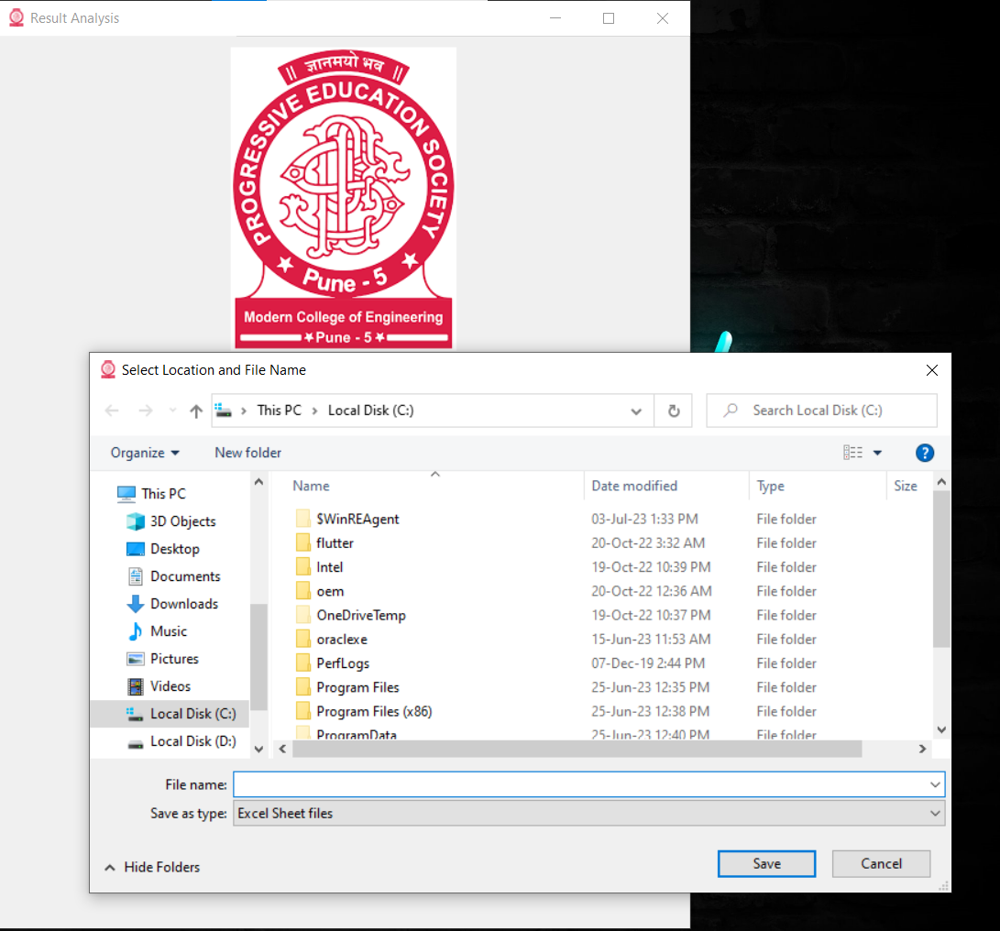 Result Analysis
|| ज्ञानमयो भव ||
PROGRESSIVE EDUCATION SOCIETY
Pune - 5
Modern College of Engineering
Pune - 5
Select Location and File Name
This PC > Local Disk (C:)
Search Local Disk (C:)
Organize
New folder
?
This PC
3D Objects
Desktop
Documents
Downloads
Music
Pictures
Videos
Local Disk (C:)
Local Disk (D:)
Name Date modified Type Size
$WinREAgent 03-Jul-23 1:33 PM File folder
flutter 20-Oct-22 3:32 AM File folder
Intel 19-Oct-22 10:39 PM File folder
oem 20-Oct-22 12:36 AM File folder
OneDriveTemp 19-Oct-22 10:37 PM File folder
oraclexe 15-Jun-23 11:53 AM File folder
PerfLogs 07-Dec-19 2:44 PM File folder
Program Files 25-Jun-23 12:35 PM File folder
Program Files (x86) 25-Jun-23 12:38 PM File folder
ProgramData 25-Jun-23 12:40 PM File folder
File name:
Save as type: Excel Sheet files
Hide Folders
Save
Cancel